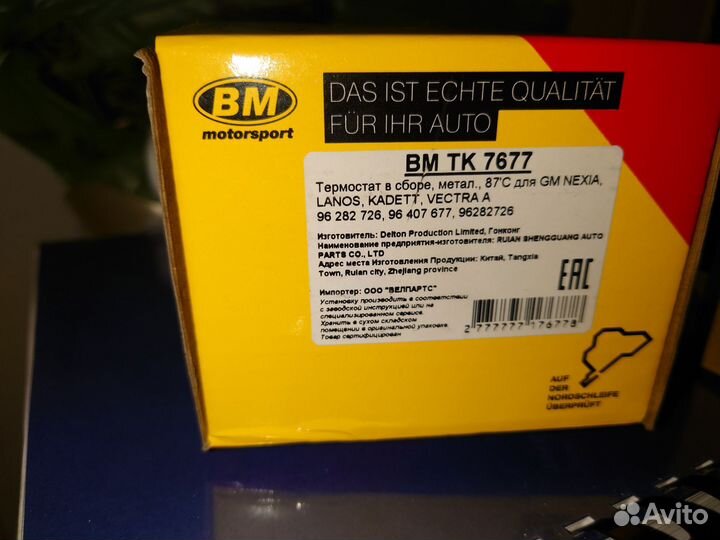 BM
motorsport
DAS IST ECHTE QUALITÄT
FÜR IHR AUTO
BM TK 7677
Термостат в сборе, метал., 87'С для GM NEXIA,
LANOS, KADETT, VECTRA A
96 282 726, 96 407 677, 96282726
Изготовитель: Delton Production Limited, Гонконг
Наименование предприятия-изготовителя: RUIAN SHENGGUANG AUTO
PARTS CO., LTD
Адрес места Изготовления Продукции: Китай, Tangxia
Town, Ruian city, Zhejiang province
EAC
Импортер: ООО "ВЕЛПАРТС"
Установку производить в соответствии
с заводской инструкцией или на
специализированном сервисе.
Хранить в сухом складском
помещении в оригинальной упаковке.
Товар сертифицирован
2 777777 176778
AUF
DER
NORDSCHLEIFE
ÜBERPRÜFT
Avito